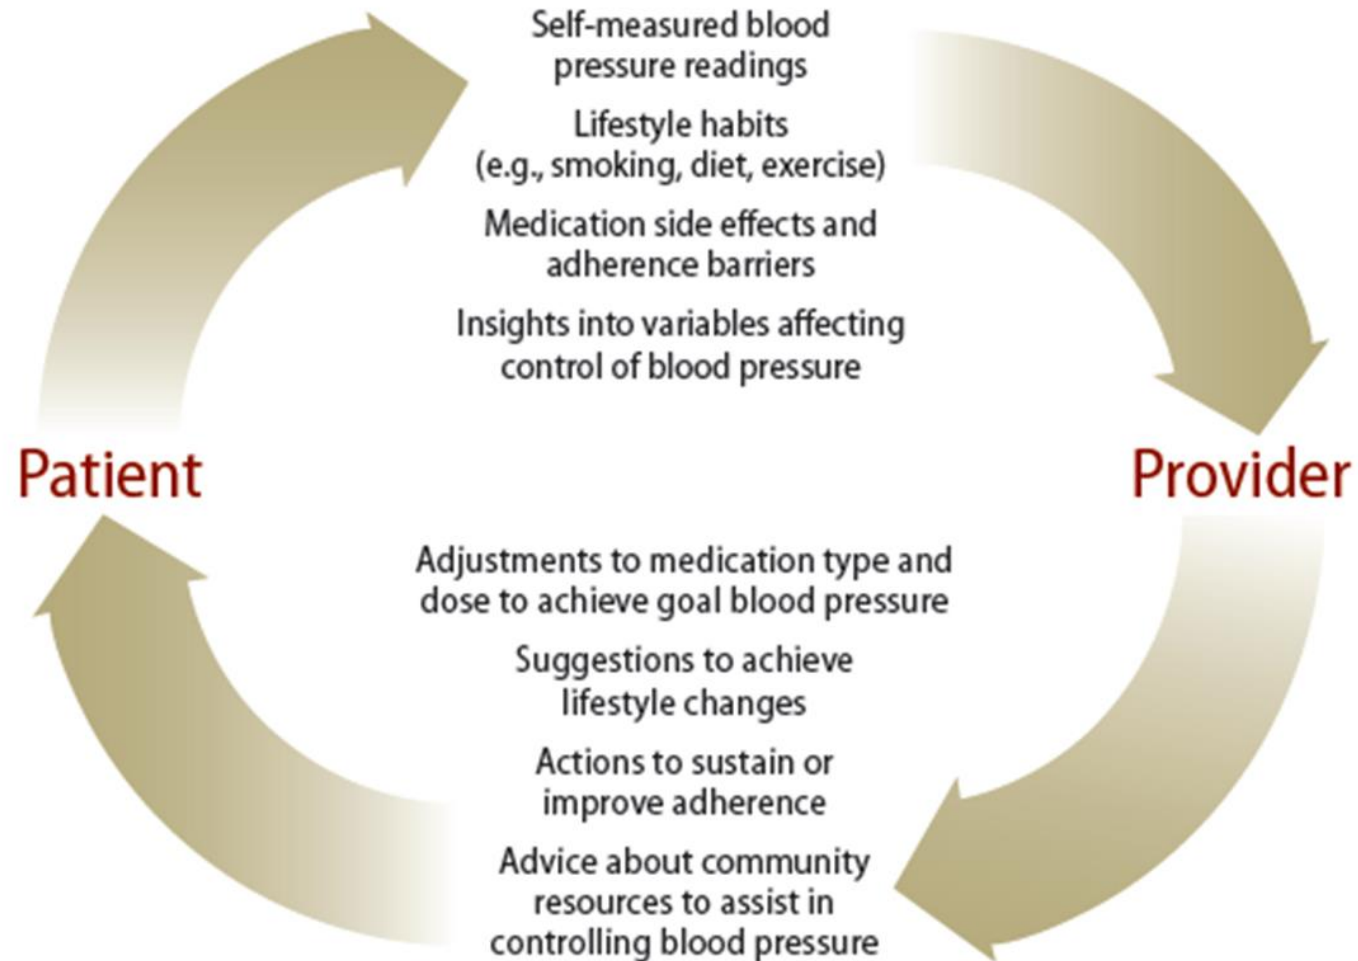 Self-measured blood
pressure readings
Lifestyle habits
(e.g., smoking, diet, exercise)
Medication side effects and
adherence barriers
Insights into variables affecting
control of blood pressure
Patient
Provider
Adjustments to medication type and
dose to achieve goal blood pressure
Suggestions to achieve
lifestyle changes
Actions to sustain or
improve adherence
Advice about community
resources to assist in
controlling blood pressure